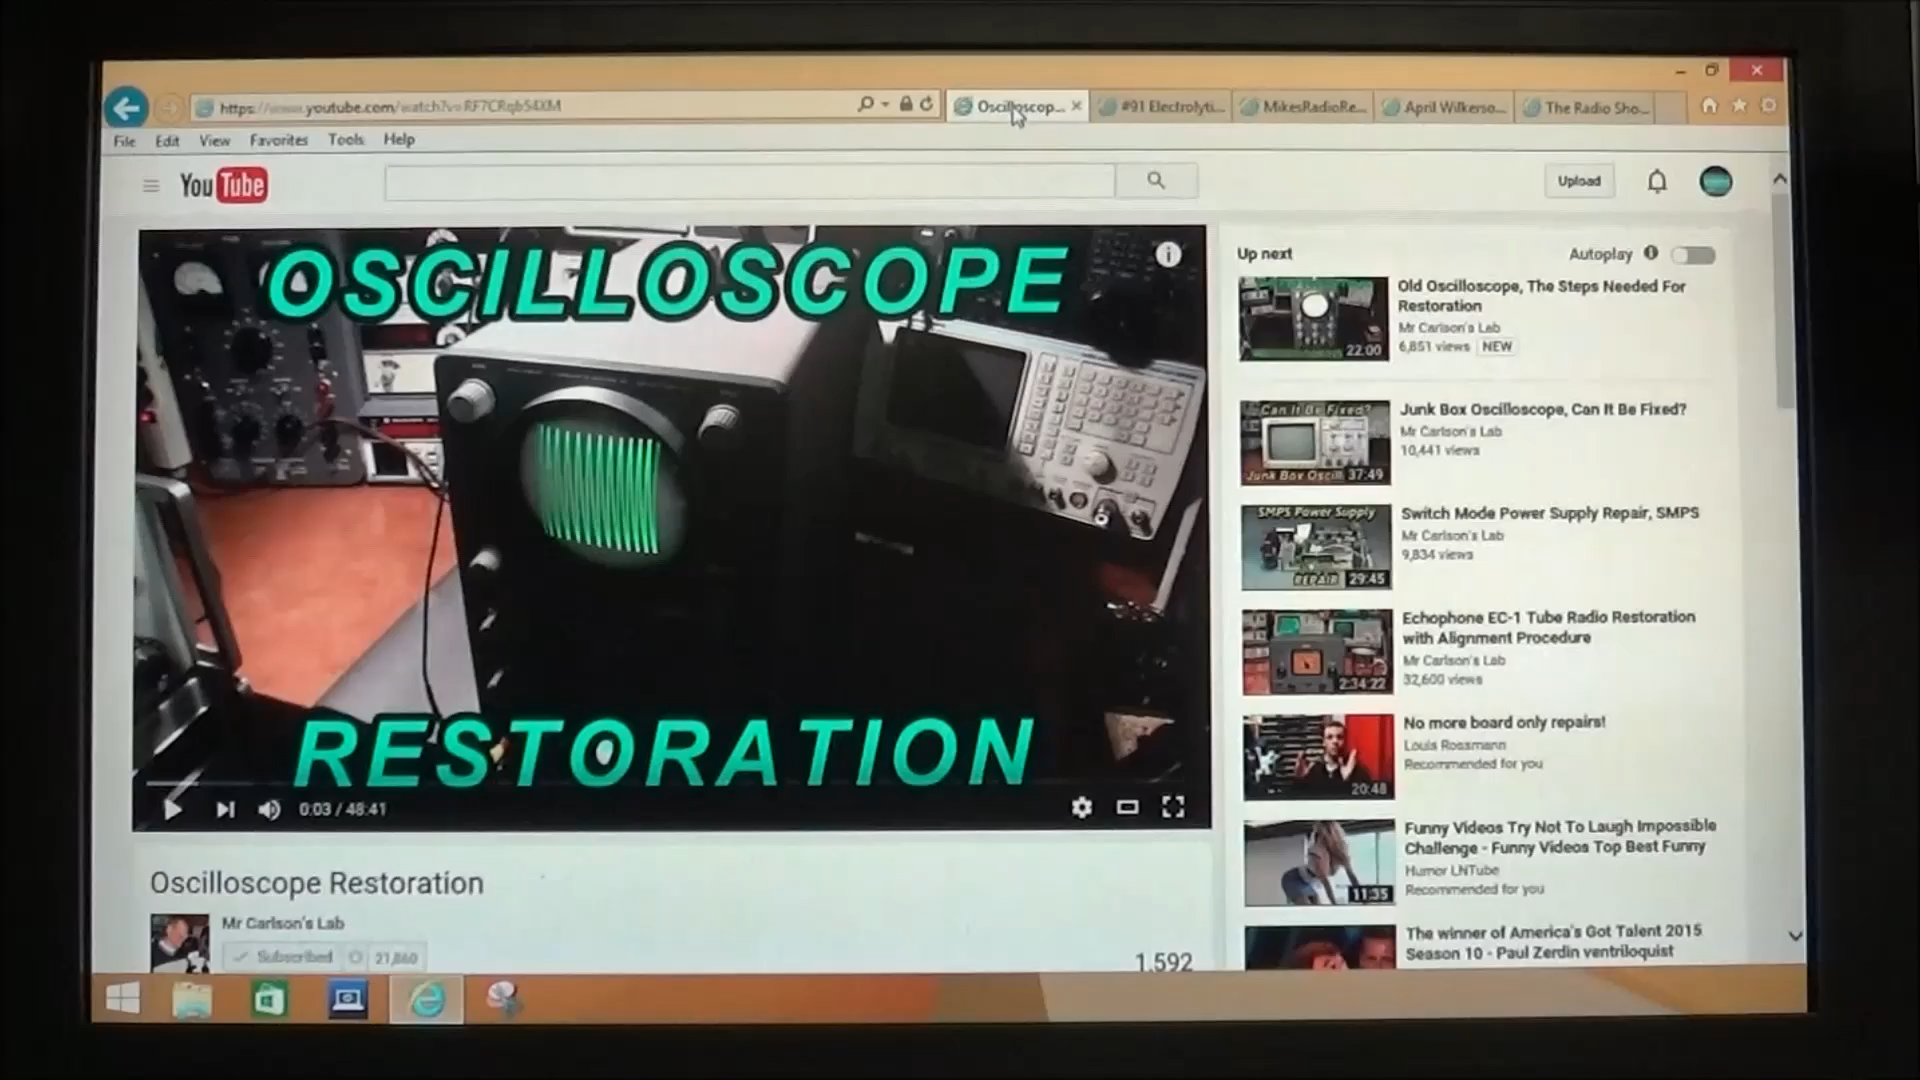 https://www.youtube.com/watch?v=RF7CRqb54XM
Oscilloscop...
#91 Electrolyti...
MikesRadioRe...
April Wilkerso...
The Radio Sho...
File Edit View Favorites Tools Help
YouTube
Upload
OSCILLOSCOPE
RESTORATION
0:03 / 48:41
Oscilloscope Restoration
Mr Carlson's Lab
Subscribed 21,860
1,592
Up next
Autoplay
Old Oscilloscope, The Steps Needed For
Restoration
Mr Carlson's Lab
6,851 views NEW
22:00
Can It Be Fixed?
Junk Box Oscill
37:49
Junk Box Oscilloscope, Can It Be Fixed?
Mr Carlson's Lab
10,441 views
SMPS Power Supply
REPAIR
29:45
Switch Mode Power Supply Repair, SMPS
Mr Carlson's Lab
9,834 views
2:34:22
Echophone EC-1 Tube Radio Restoration
with Alignment Procedure
Mr Carlson's Lab
32,600 views
20:48
No more board only repairs!
Louis Rossmann
Recommended for you
11:35
Funny Videos Try Not To Laugh Impossible
Challenge - Funny Videos Top Best Funny
Humor LNTube
Recommended for you
The winner of America's Got Talent 2015
Season 10 - Paul Zerdin ventriloquist